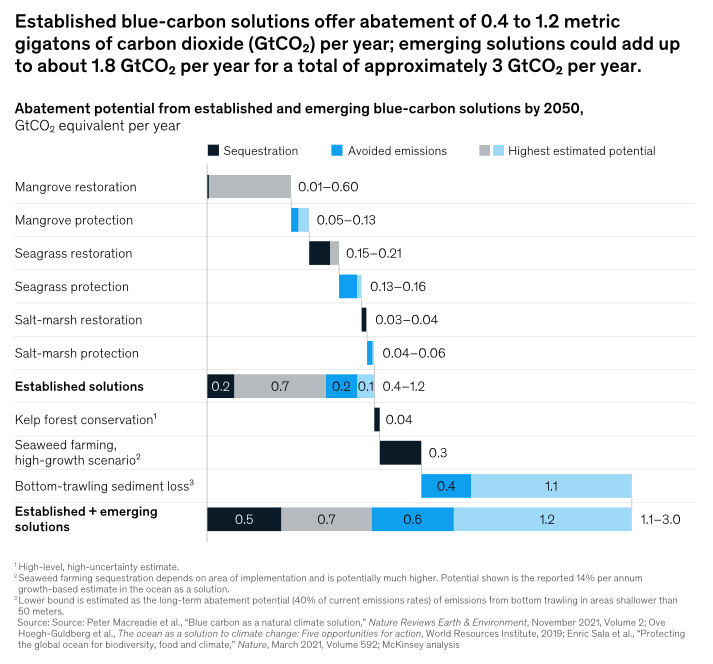 Established blue-carbon solutions offer abatement of 0.4 to 1.2 metric
gigatons of carbon dioxide (GtCO₂) per year; emerging solutions could add up
to about 1.8 GtCO₂ per year for a total of approximately 3 GtCO₂ per year.
Abatement potential from established and emerging blue-carbon solutions by 2050,
GtCO₂ equivalent per year
Sequestration Avoided emissions Highest estimated potential
Mangrove restoration 0.01–0.60
Mangrove protection 0.05–0.13
Seagrass restoration 0.15–0.21
Seagrass protection 0.13–0.16
Salt-marsh restoration 0.03–0.04
Salt-marsh protection 0.04–0.06
Established solutions 0.2 0.7 0.2 0.1 0.4–1.2
Kelp forest conservation¹ 0.04
Seaweed farming,
high-growth scenario² 0.3
Bottom-trawling sediment loss³ 0.4 1.1
Established + emerging
solutions 0.5 0.7 0.6 1.2 1.1–3.0
¹ High-level, high-uncertainty estimate.
² Seaweed farming sequestration depends on area of implementation and is potentially much higher. Potential shown is the reported 14% per annum
growth-based estimate in the ocean as a solution.
³ Lower bound is estimated as the long-term abatement potential (40% of current emissions rates) of emissions from bottom trawling in areas shallower than
50 meters.
Source: Source: Peter Macreadie et al., “Blue carbon as a natural climate solution,” Nature Reviews Earth & Environment, November 2021, Volume 2; Ove
Hoegh-Guldberg et al., The ocean as a solution to climate change: Five opportunities for action, World Resources Institute, 2019; Enric Sala et al., “Protecting
the global ocean for biodiversity, food and climate,” Nature, March 2021, Volume 592; McKinsey analysis